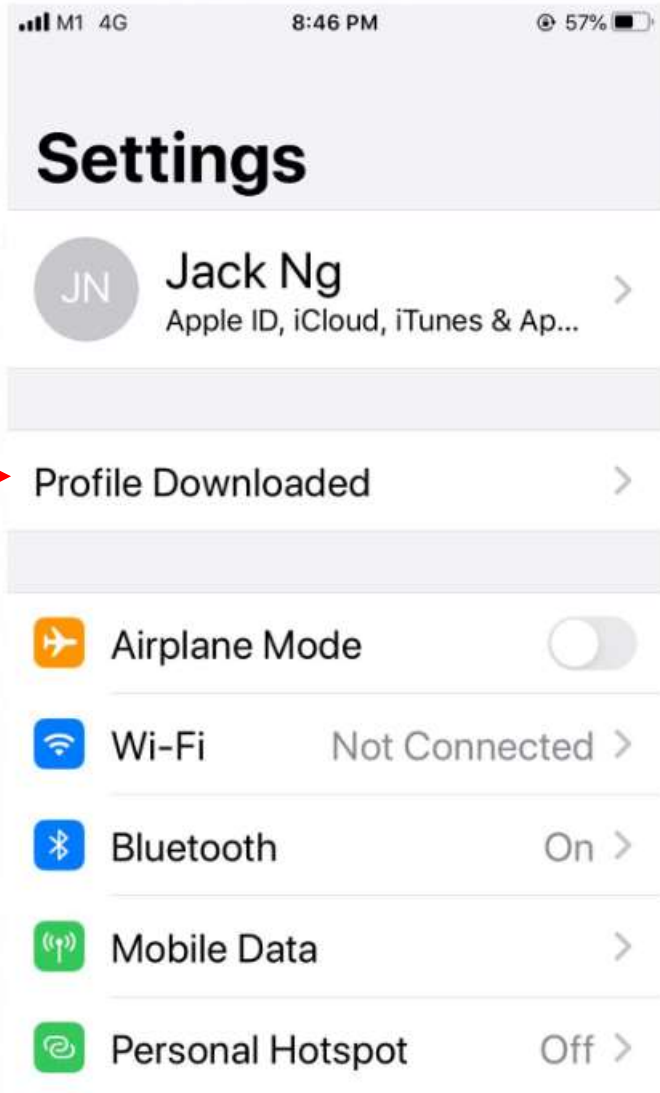 M1 4G 8:46 PM 57%
Settings
JN
Jack Ng
Apple ID, iCloud, iTunes & Ap...
Profile Downloaded
Airplane Mode
Wi-Fi Not Connected
Bluetooth On
Mobile Data
Personal Hotspot Off